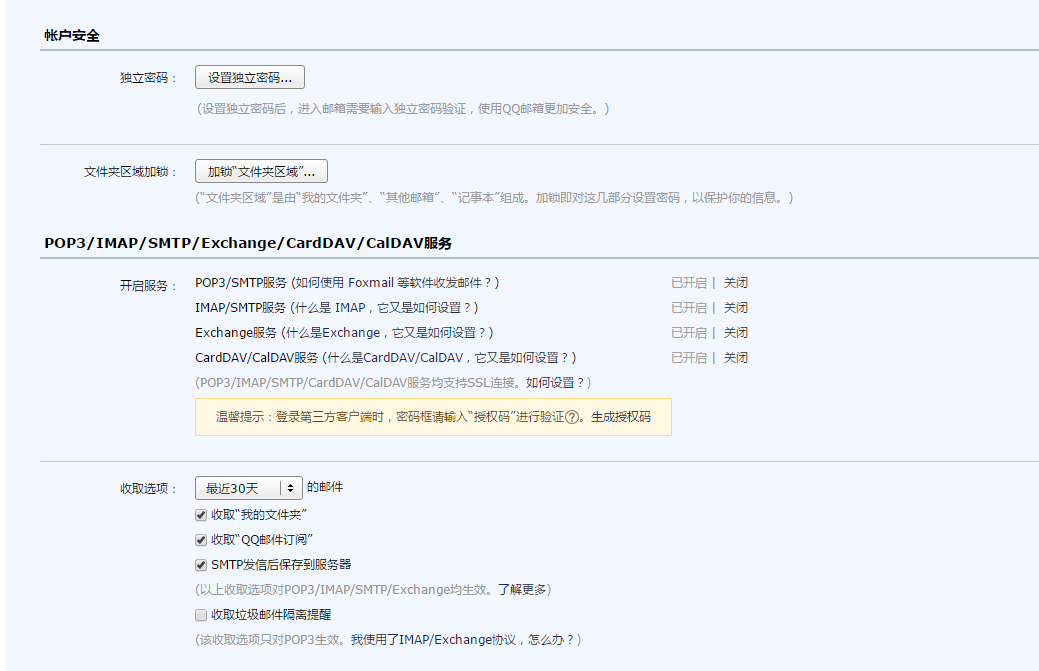 帐户安全
独立密码： 设置独立密码...
(设置独立密码后，进入邮箱需要输入独立密码验证，使用QQ邮箱更加安全。)
文件夹区域加锁： 加锁“文件夹区域”...
(“文件夹区域”是由“我的文件夹”、“其他邮箱”、“记事本”组成。加锁即对这几部分设置密码，以保护你的信息。)
POP3/IMAP/SMTP/Exchange/CardDAV/CalDAV服务
开启服务： POP3/SMTP服务 (如何使用 Foxmail 等软件收发邮件？) 已开启 | 关闭
IMAP/SMTP服务 (什么是 IMAP，它又是如何设置？) 已开启 | 关闭
Exchange服务 (什么是Exchange，它又是如何设置？) 已开启 | 关闭
CardDAV/CalDAV服务 (什么是CardDAV/CalDAV，它又是如何设置？) 已开启 | 关闭
(POP3/IMAP/SMTP/CardDAV/CalDAV服务均支持SSL连接。如何设置？)
温馨提示：登录第三方客户端时，密码框请输入“授权码”进行验证?。生成授权码
收取选项： 最近30天 的邮件
收取“我的文件夹”
收取“QQ邮件订阅”
SMTP发信后保存到服务器
(以上收取选项对POP3/IMAP/SMTP/Exchange均生效。了解更多)
收取垃圾邮件隔离提醒
(该收取选项只对POP3生效。我使用了IMAP/Exchange协议，怎么办？)